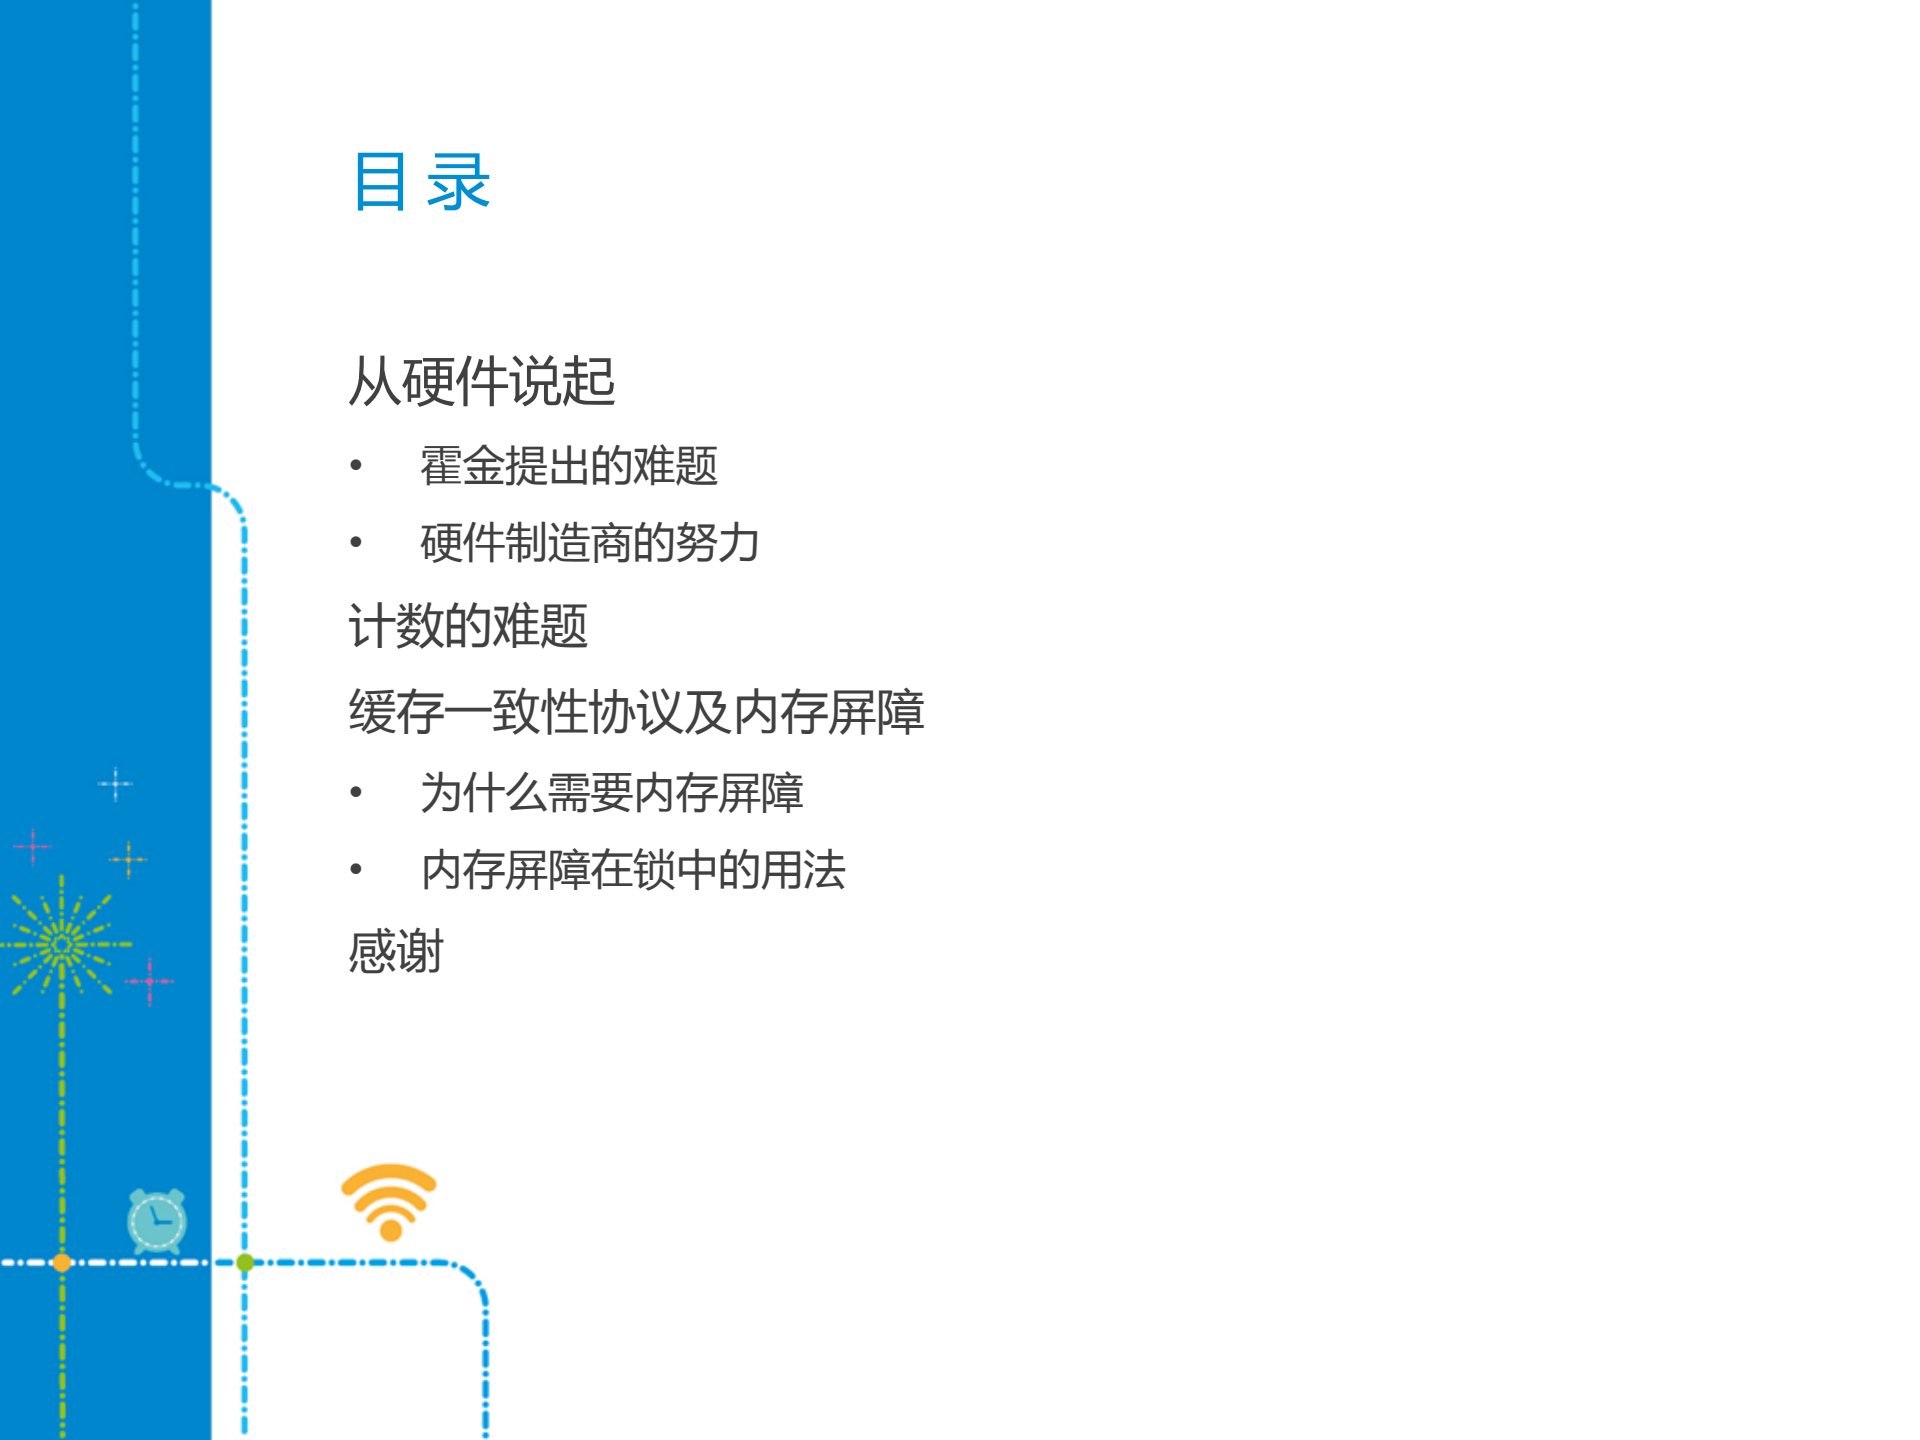 目录
从硬件说起
• 霍金提出的难题
• 硬件制造商的努力
计数的难题
缓存一致性协议及内存屏障
• 为什么需要内存屏障
• 内存屏障在锁中的用法
感谢